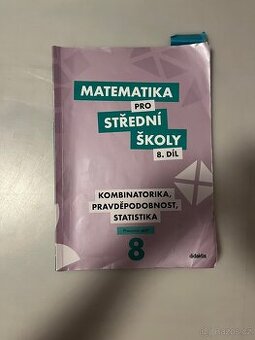 MATEMATIKA
PRO
STŘEDNÍ
ŠKOLY
8. DÍL
KOMBINATORIKA,
PRAVDĚPODOBNOST,
STATISTIKA
8
didaktis